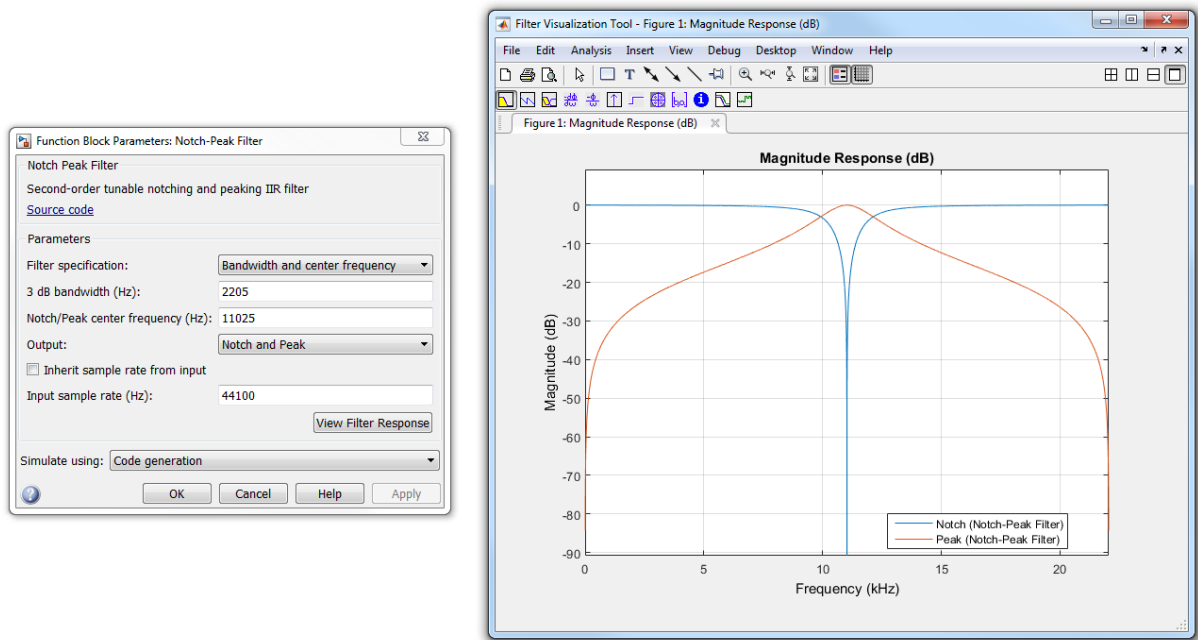 Function Block Parameters: Notch-Peak Filter
Notch Peak Filter
Second-order tunable notching and peaking IIR filter
Source code
Parameters
Filter specification: Bandwidth and center frequency
3 dB bandwidth (Hz): 2205
Notch/Peak center frequency (Hz): 11025
Output: Notch and Peak
Inherit sample rate from input
Input sample rate (Hz): 44100
View Filter Response
Simulate using: Code generation
OK Cancel Help Apply
Filter Visualization Tool - Figure 1: Magnitude Response (dB)
File Edit Analysis Insert View Debug Desktop Window Help
Figure 1: Magnitude Response (dB)
Magnitude Response (dB)
Magnitude (dB)
0
-10
-20
-30
-40
-50
-60
-70
-80
-90
Notch (Notch-Peak Filter)
Peak (Notch-Peak Filter)
0 5 10 15 20
Frequency (kHz)